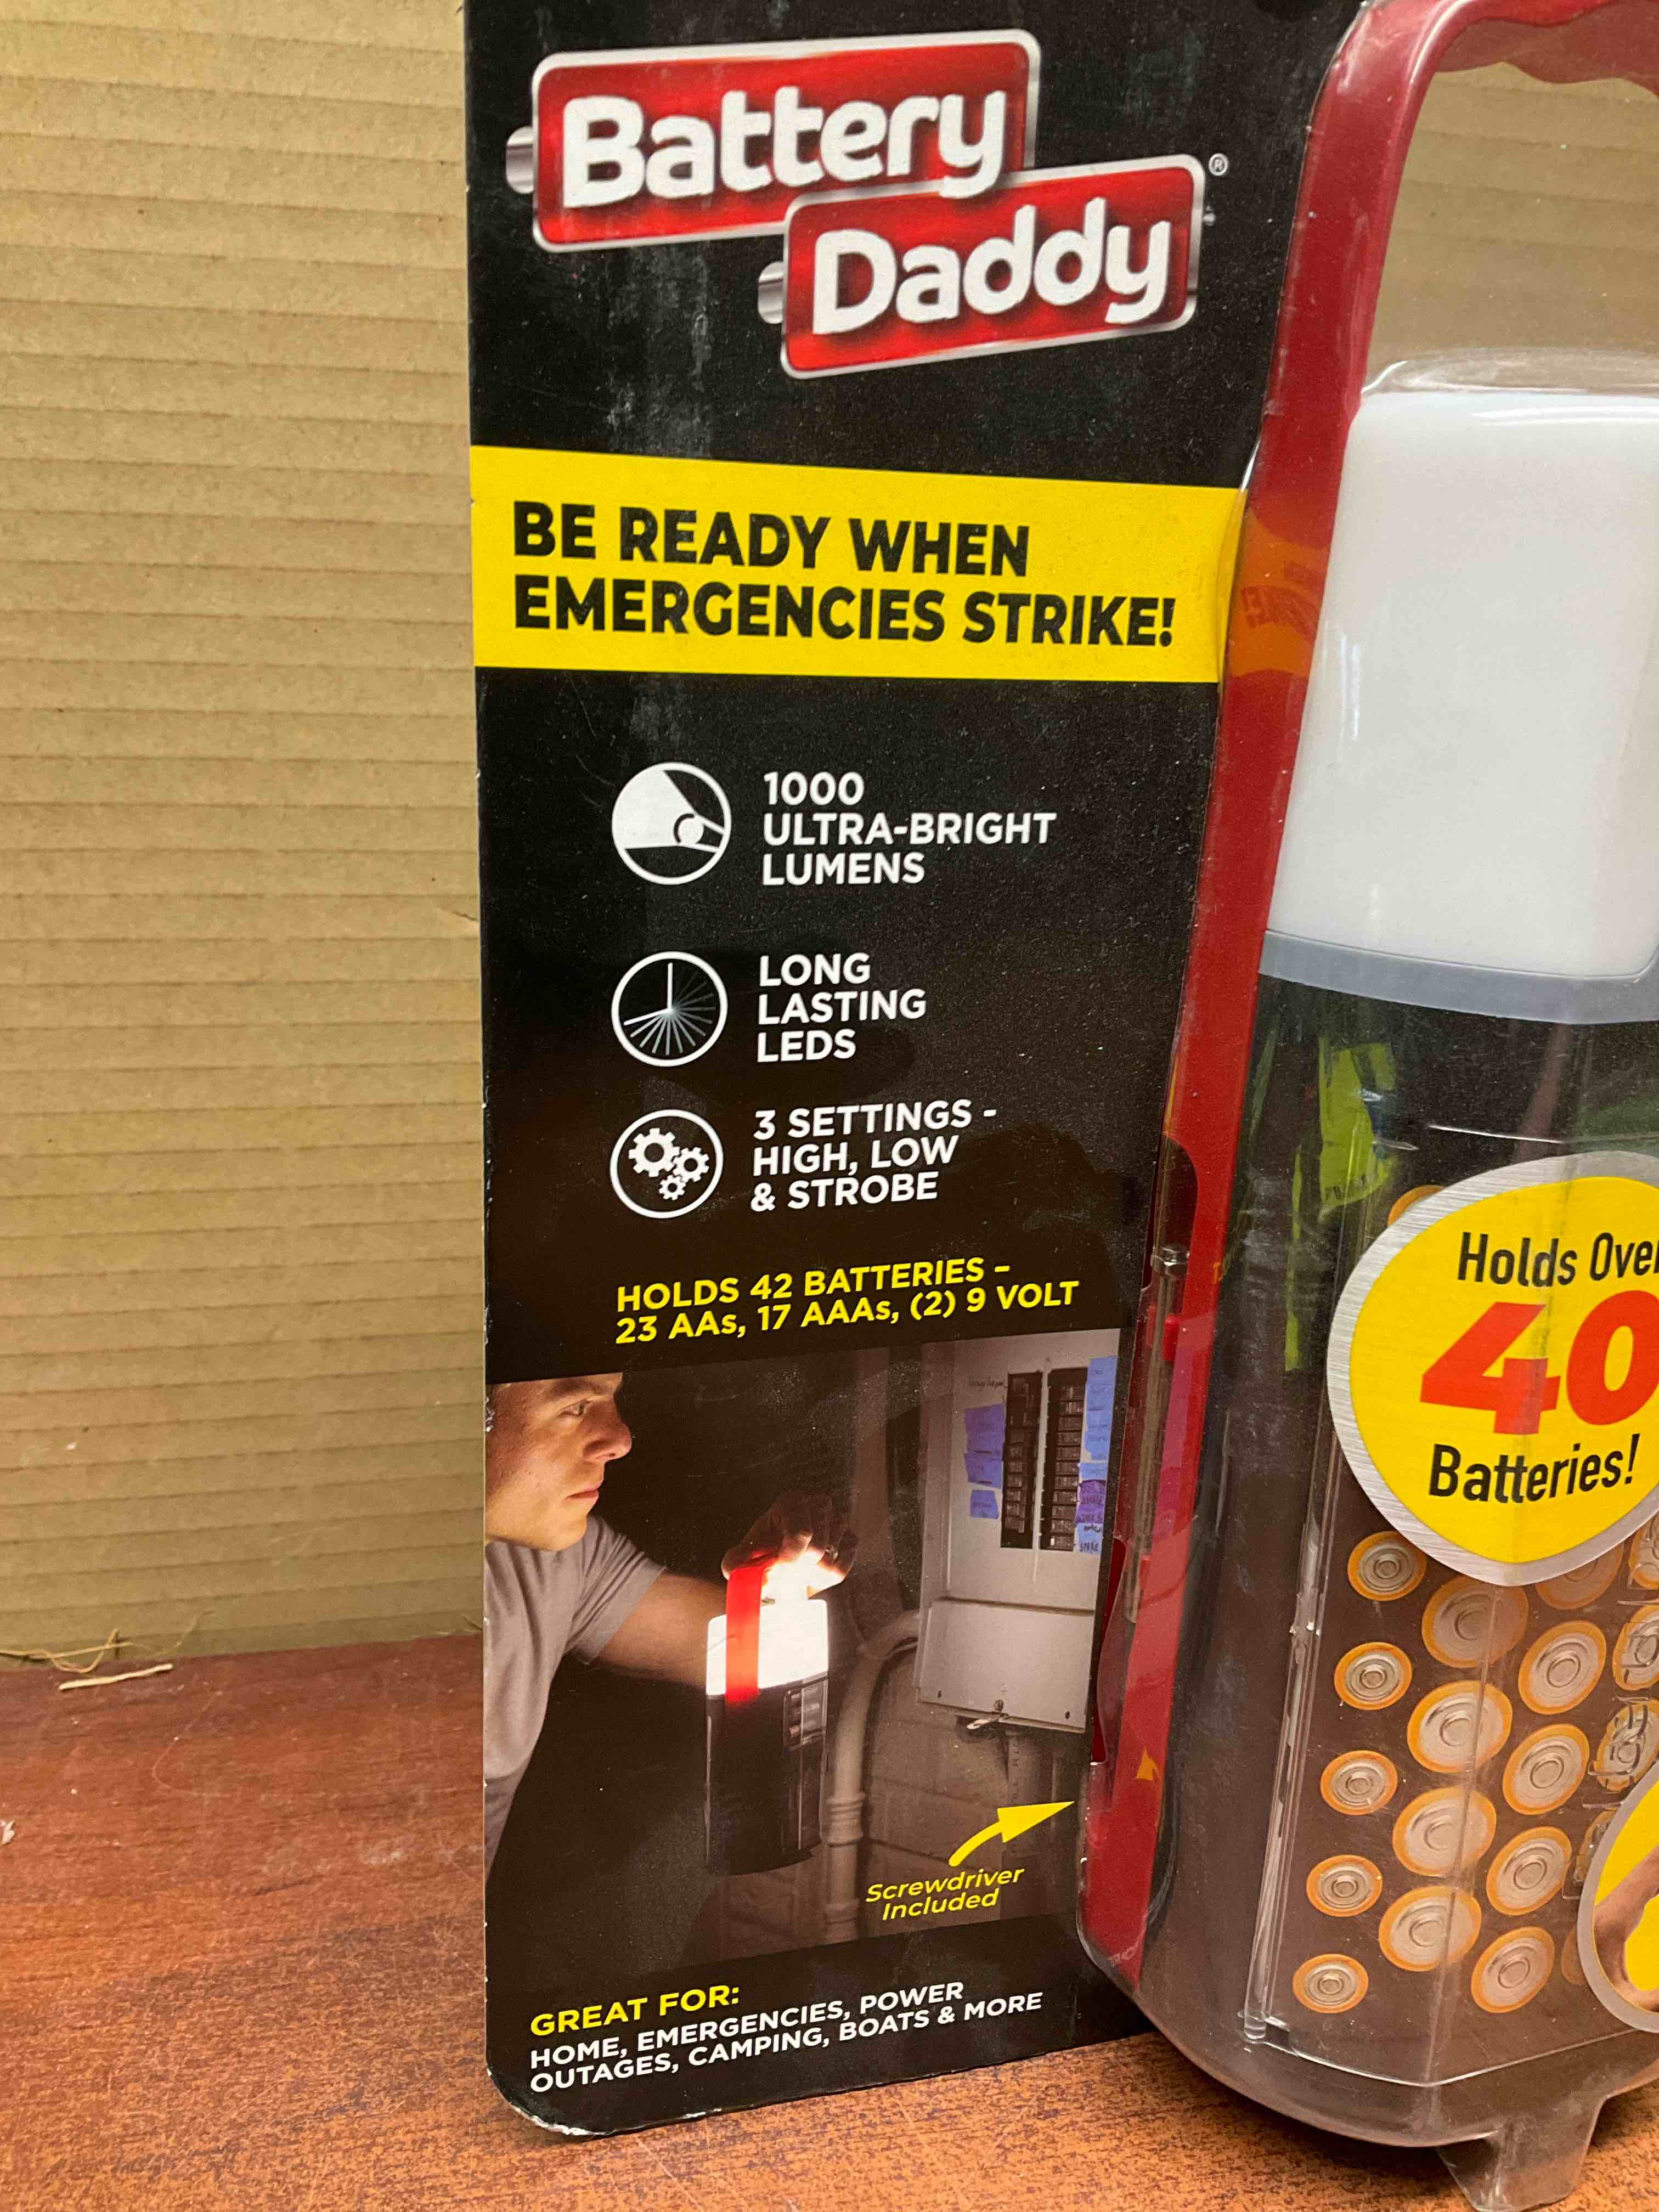 Battery
Daddy®
BE READY WHEN
EMERGENCIES STRIKE!
1000
ULTRA-BRIGHT
LUMENS
LONG
LASTING
LEDS
3 SETTINGS -
HIGH, LOW
& STROBE
HOLDS 42 BATTERIES -
23 AAs, 17 AAAs, (2) 9 VOLT
Screwdriver
Included
GREAT FOR:
HOME, EMERGENCIES, POWER
OUTAGES, CAMPING, BOATS & MORE
Holds Over
40
Batteries!